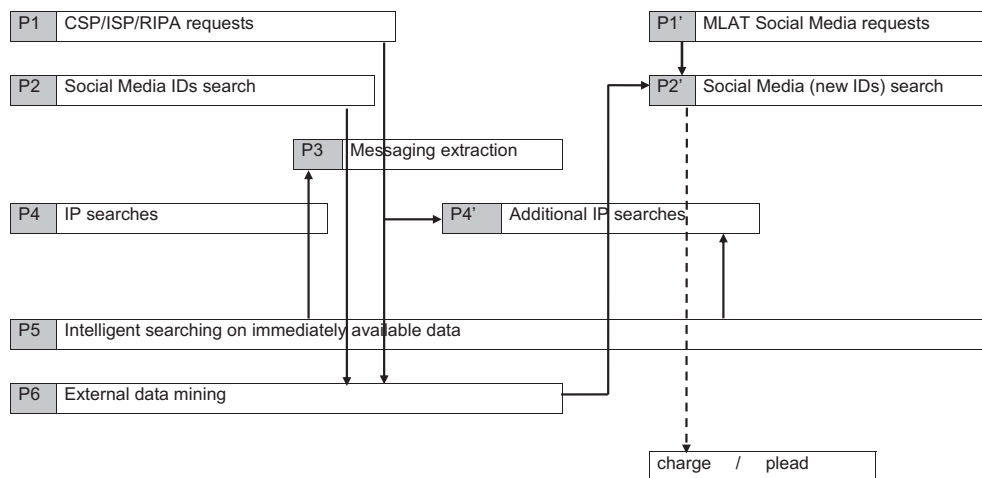 P1 CSP/ISP/RIPA requests
P1’ MLAT Social Media requests
P2 Social Media IDs search
P2’ Social Media (new IDs) search
P3 Messaging extraction
P4 IP searches
P4’ Additional IP searches
P5 Intelligent searching on immediately available data
P6 External data mining
charge / plead